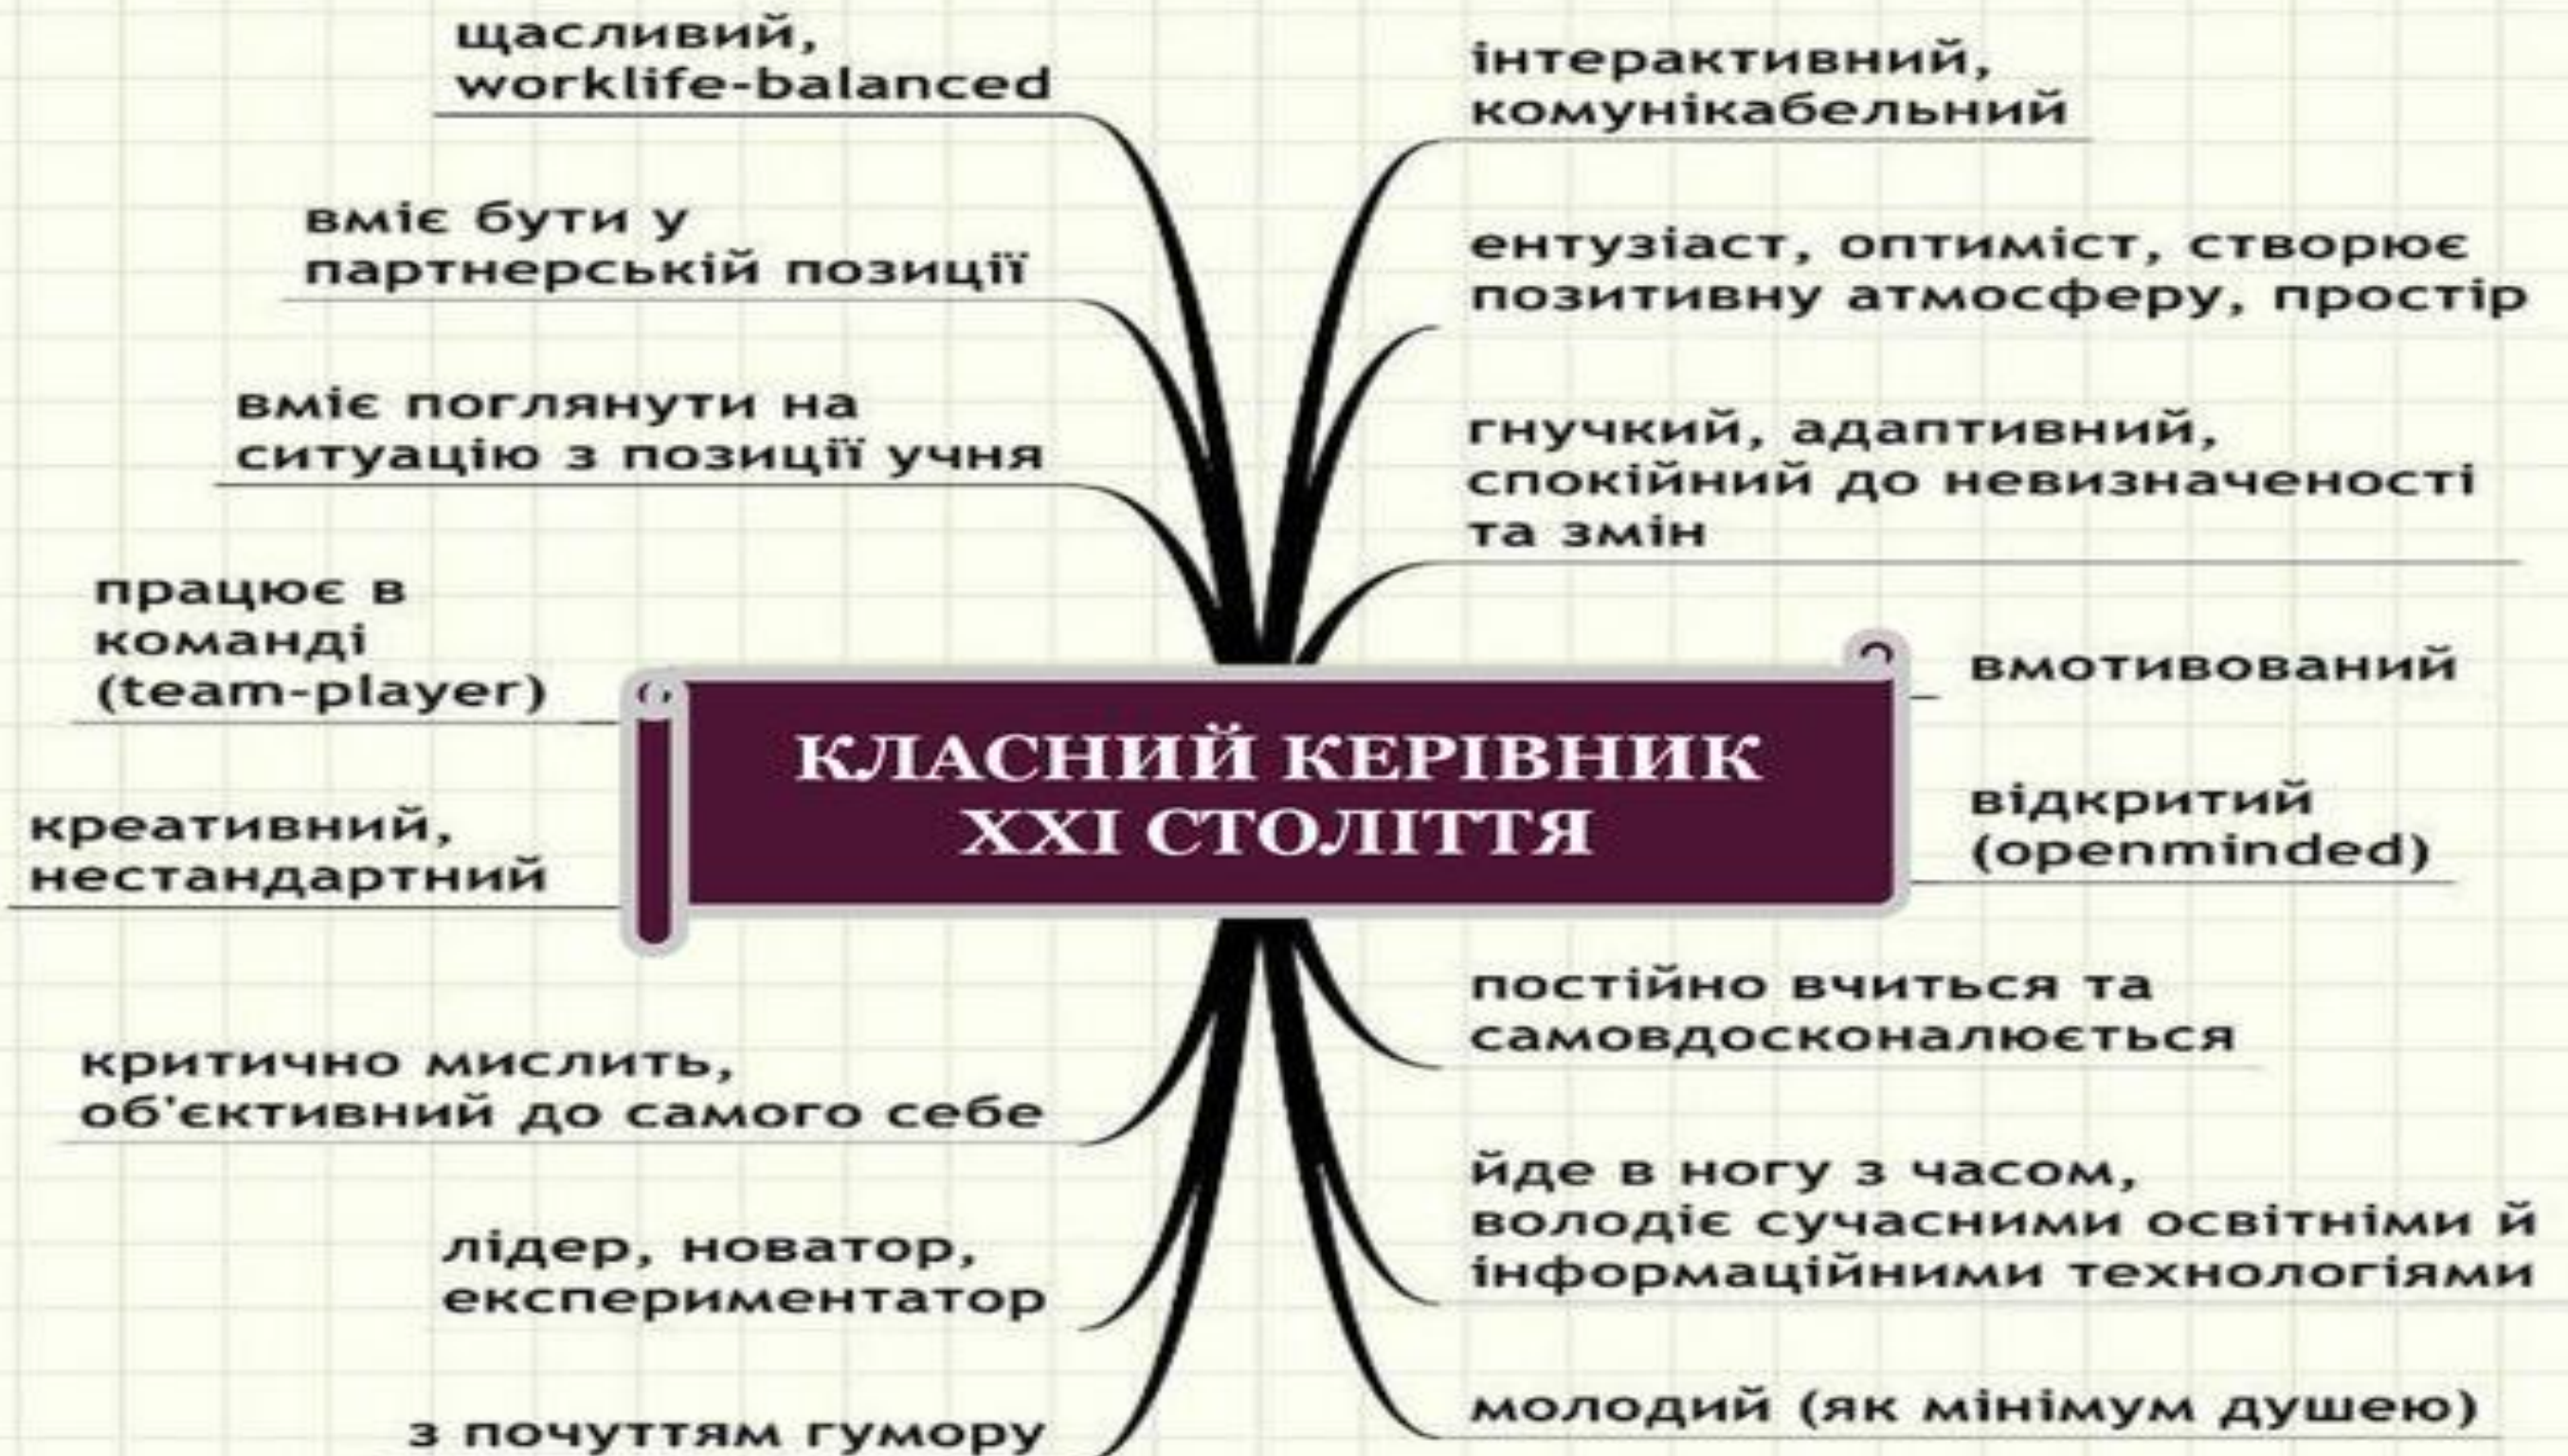 щасливий,
worklife-balanced
вміє бути у
партнерській позиції
вміє поглянути на
ситуацію з позиції учня
працює в
команді
(team-player)
креативний,
нестандартний
критично мислить,
об'єктивний до самого себе
лідер, новатор,
експериментатор
з почуттям гумору
КЛАСНИЙ КЕРІВНИК
ХХІ СТОЛІТТЯ
інтерактивний,
комунікабельний
ентузіаст, оптиміст, створює
позитивну атмосферу, простір
гнучкий, адаптивний,
спокійний до невизначеності
та змін
вмотивований
відкритий
(openminded)
постійно вчиться та
самовдосконалюється
йде в ногу з часом,
володіє сучасними освітніми й
інформаційними технологіями
молодий (як мінімум душею)